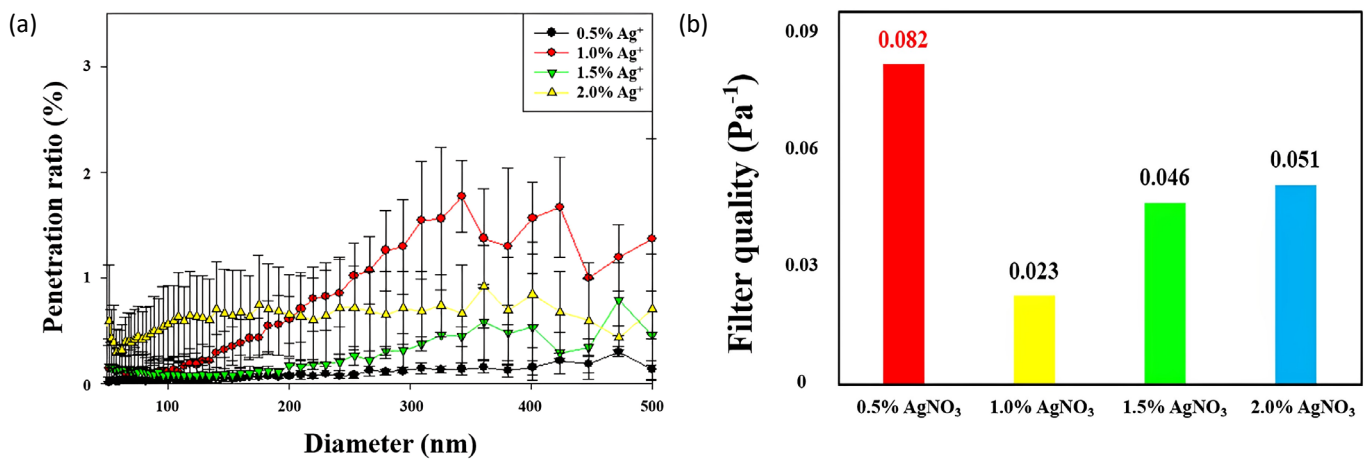 (a)
Penetration ratio (%)
3
2
1
0
0.5% Ag⁺
1.0% Ag⁺
1.5% Ag⁺
2.0% Ag⁺
100
200
300
400
500
Diameter (nm)
(b)
Filter quality (Pa⁻¹)
0.09
0.06
0.03
0
0.082
0.023
0.046
0.051
0.5% AgNO₃
1.0% AgNO₃
1.5% AgNO₃
2.0% AgNO₃